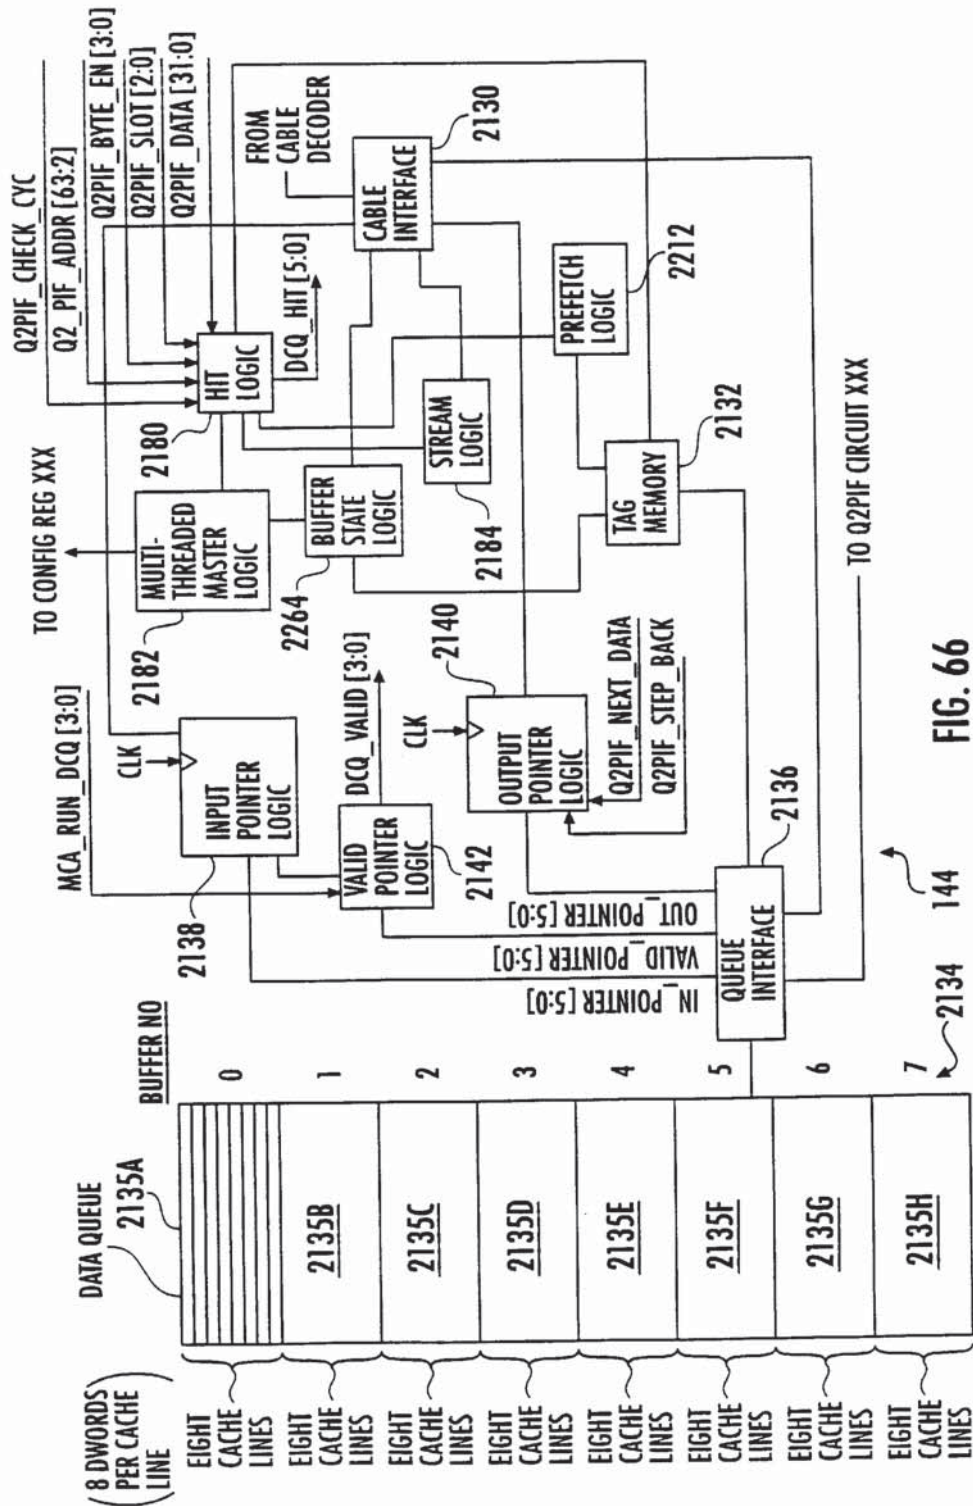 (8 DWORDS
PER CACHE
LINE)
DATA QUEUE
2135A
BUFFER NO
EIGHT
CACHE
LINES
0
EIGHT
CACHE
LINES
2135B
1
EIGHT
CACHE
LINES
2135C
2
EIGHT
CACHE
LINES
2135D
3
EIGHT
CACHE
LINES
2135E
4
EIGHT
CACHE
LINES
2135F
5
EIGHT
CACHE
LINES
2135G
6
EIGHT
CACHE
LINES
2135H
7
2134
144
MCA_RUN_DCQ [3:0]
CLK
INPUT
POINTER
LOGIC
2138
VALID
POINTER
LOGIC
2142
DCQ_VALID [3:0]
IN_POINTER [5:0]
VALID_POINTER [5:0]
OUT_POINTER [5:0]
QUEUE
INTERFACE
2136
CLK
2140
OUTPUT
POINTER
LOGIC
Q2PIF_NEXT_DATA
Q2PIF_STEP_BACK
TO CONFIG REG XXX
MULTI-
THREADED
MASTER
LOGIC
2182
2180
HIT
LOGIC
Q2PIF_CHECK_CYC
Q2_PIF_ADDR [63:2]
Q2PIF_BYTE_EN [3:0]
Q2PIF_SLOT [2:0]
Q2PIF_DATA [31:0]
DCQ_HIT [5:0]
BUFFER
STATE
LOGIC
2264
STREAM
LOGIC
2184
FROM
CABLE
DECODER
CABLE
INTERFACE
2130
PREFETCH
LOGIC
2212
TAG
MEMORY
2132
TO Q2PIF CIRCUIT XXX
FIG. 66